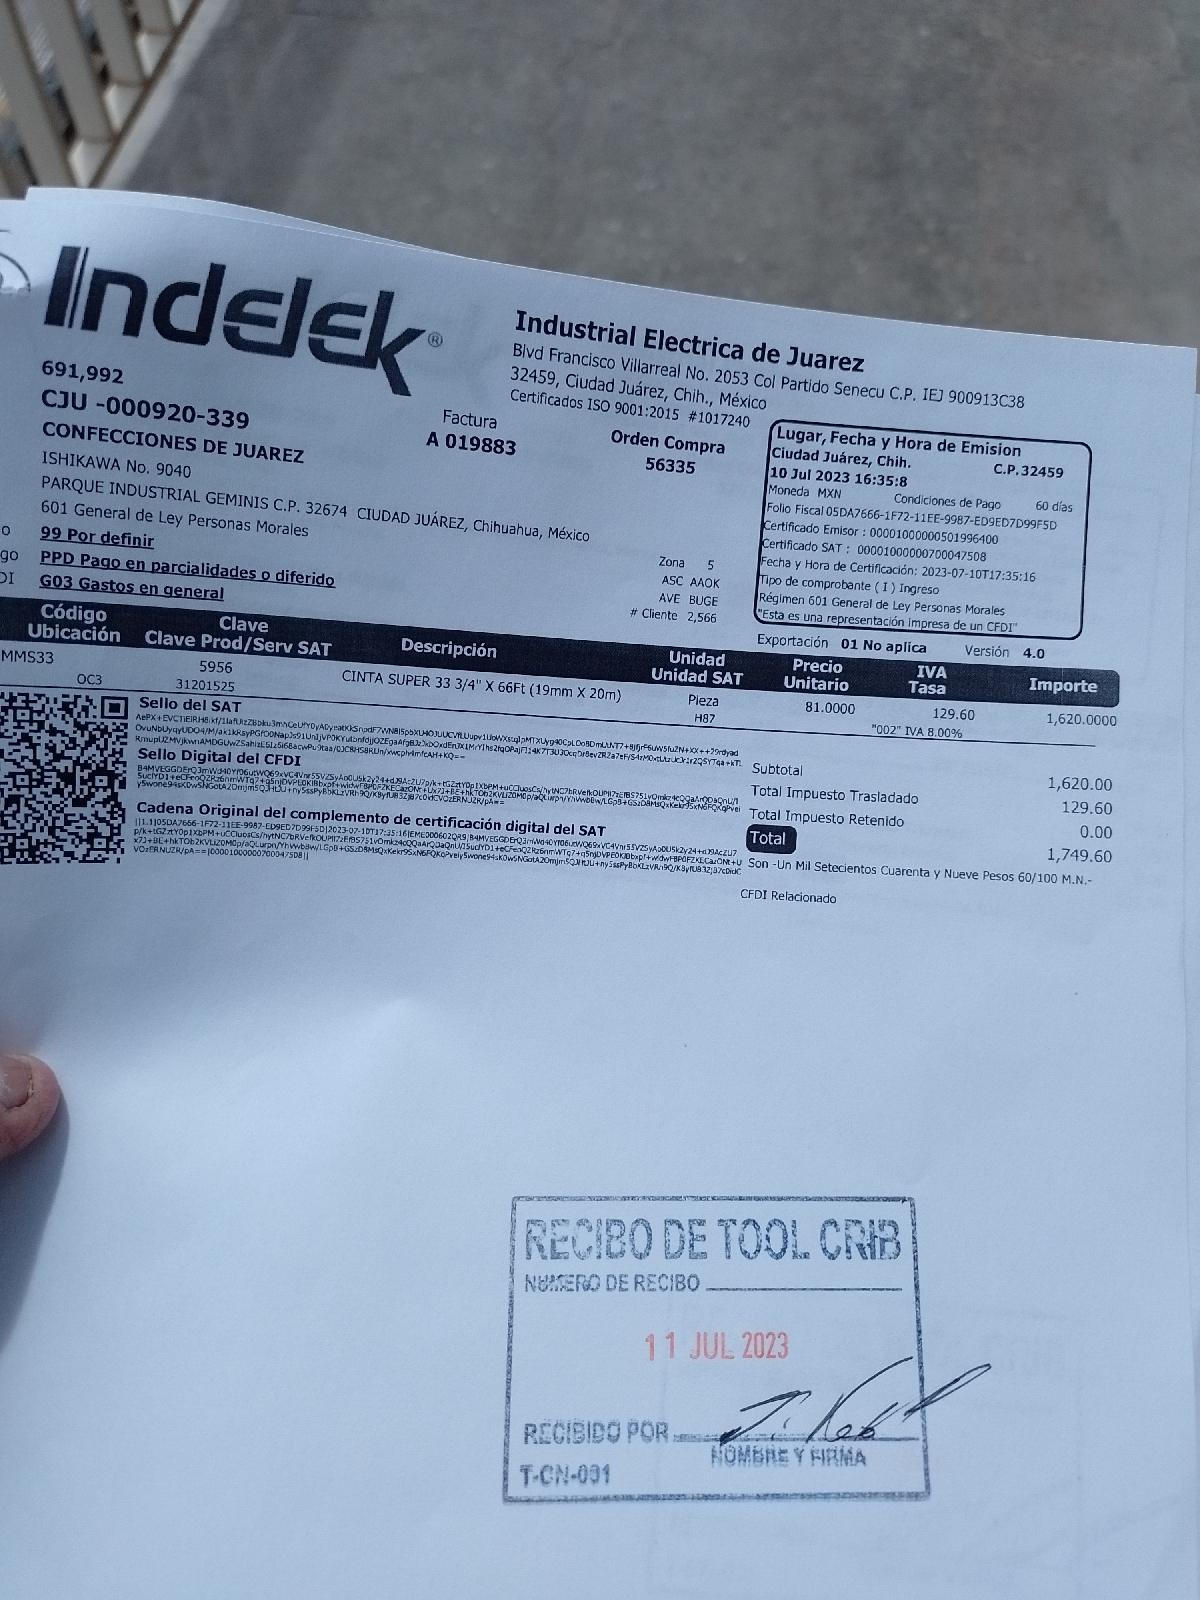 Indelek®
Industrial Electrica de Juarez
Blvd Francisco Villarreal No. 2053 Col Partido Senecu C.P. IEJ 900913C38
32459, Ciudad Juárez, Chih., México
Certificados ISO 9001:2015 #1017240
691,992
CJU -000920-339
CONFECCIONES DE JUAREZ
ISHIKAWA No. 9040
PARQUE INDUSTRIAL GEMINIS C.P. 32674 CIUDAD JUÁREZ, Chihuahua, México
601 General de Ley Personas Morales
99 Por definir
PPD Pago en parcialidades o diferido
G03 Gastos en general
Factura
A 019883
Orden Compra
56335
Lugar, Fecha y Hora de Emision
Ciudad Juárez, Chih. C.P.32459
10 Jul 2023 16:35:8
Moneda MXN Condiciones de Pago 60 días
Folio Fiscal 05DA7666-1F72-11EE-9987-ED9ED7D99F5D
Certificado Emisor : 00001000000501996400
Certificado SAT : 00001000000700047508
Fecha y Hora de Certificación: 2023-07-10T17:35:16
Tipo de comprobante ( I ) Ingreso
Régimen 601 General de Ley Personas Morales
"Esta es una representación impresa de un CFDI"
Zona 5
ASC AAOK
AVE BUGE
# Cliente 2,566
Exportación 01 No aplica Versión 4.0
Código Ubicación
Clave
Clave Prod/Serv SAT
Descripción
Unidad
Unidad SAT
Precio Unitario
IVA Tasa
Importe
MMS33 5956 CINTA SUPER 33 3/4" X 66Ft (19mm X 20m) Pieza 81.0000 129.60 1,620.0000
OC3 31201525 H87 "002" IVA 8.00%
Sello del SAT
Sello Digital del CFDI
Cadena Original del complemento de certificación digital del SAT
Subtotal 1,620.00
Total Impuesto Trasladado 129.60
Total Impuesto Retenido 0.00
Total 1,749.60
Son -Un Mil Setecientos Cuarenta y Nueve Pesos 60/100 M.N.-
CFDI Relacionado
RECIBO DE TOOL CRIB
NUMERO DE RECIBO
11 JUL 2023
RECIBIDO POR
NOMBRE Y FIRMA
T-CN-001